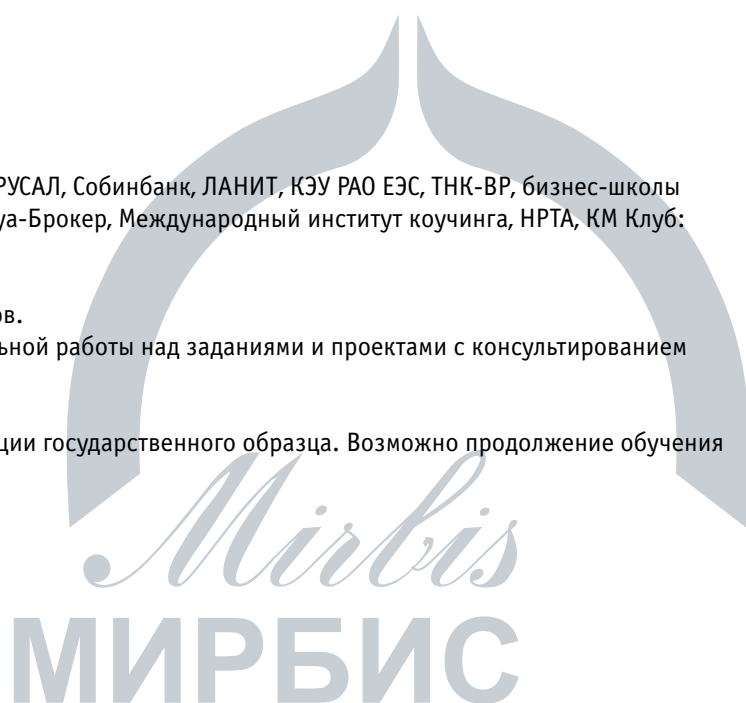 РУСАЛ, Собинбанк, ЛАНИТ, КЭУ РАО ЕЭС, ТНК-ВР, бизнес-школы
уа-Брокер, Международный институт коучинга, НРТА, КМ Клуб:
ов.
ьной работы над заданиями и проектами с консультированием
ции государственного образца. Возможно продолжение обучения
Mirbis
МИРБИС